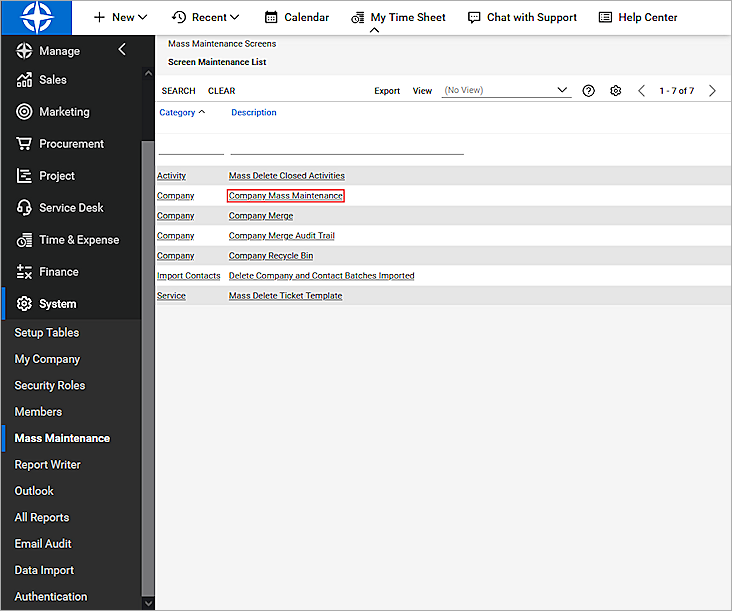 New Recent Calendar My Time Sheet Chat with Support Help Center
Manage
Sales
Marketing
Procurement
Project
Service Desk
Time & Expense
Finance
System
Setup Tables
My Company
Security Roles
Members
Mass Maintenance
Report Writer
Outlook
All Reports
Email Audit
Data Import
Authentication
Mass Maintenance Screens
Screen Maintenance List
SEARCH CLEAR Export View (No View) 1 - 7 of 7
Category Description
Activity Mass Delete Closed Activities
Company Company Mass Maintenance
Company Company Merge
Company Company Merge Audit Trail
Company Company Recycle Bin
Import Contacts Delete Company and Contact Batches Imported
Service Mass Delete Ticket Template